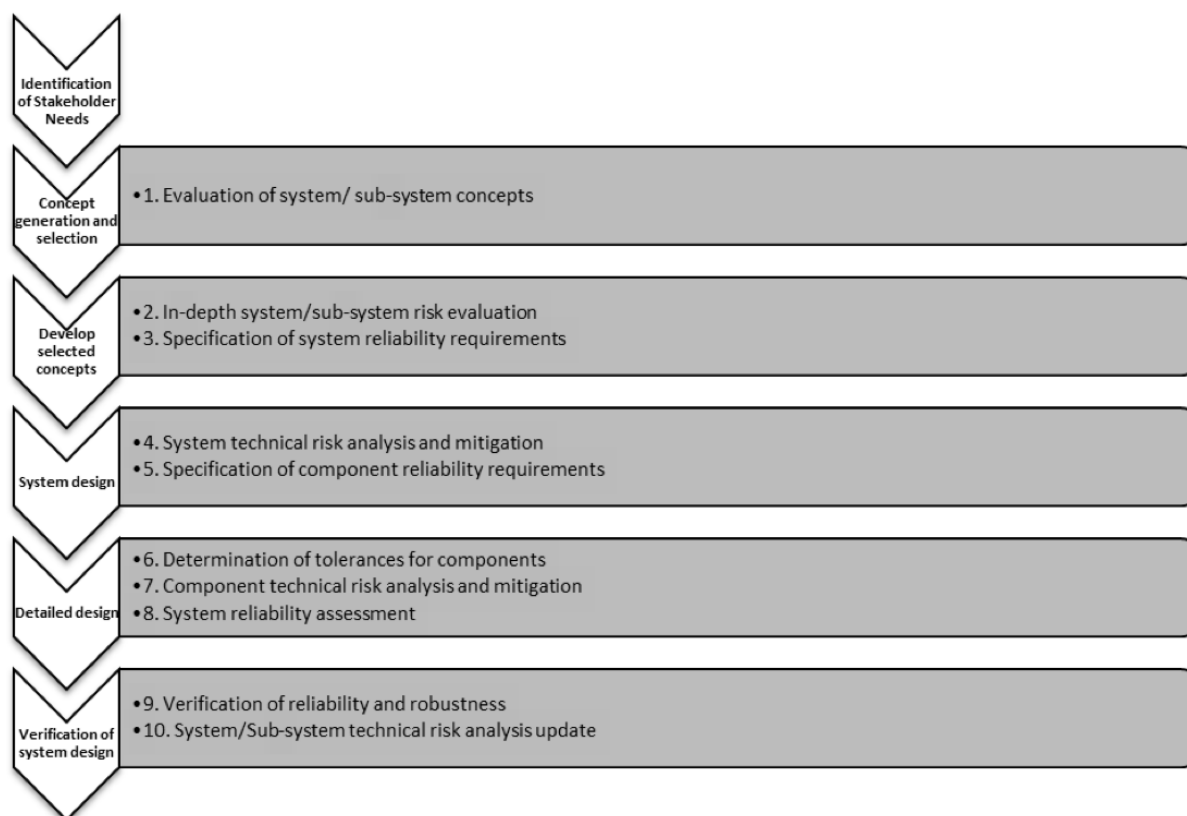 Identification
of Stakeholder
Needs
Concept
generation and
selection
•1. Evaluation of system/ sub-system concepts
Develop
selected
concepts
•2. In-depth system/sub-system risk evaluation
•3. Specification of system reliability requirements
System design
•4. System technical risk analysis and mitigation
•5. Specification of component reliability requirements
Detailed design
•6. Determination of tolerances for components
•7. Component technical risk analysis and mitigation
•8. System reliability assessment
Verification of
system design
•9. Verification of reliability and robustness
•10. System/Sub-system technical risk analysis update